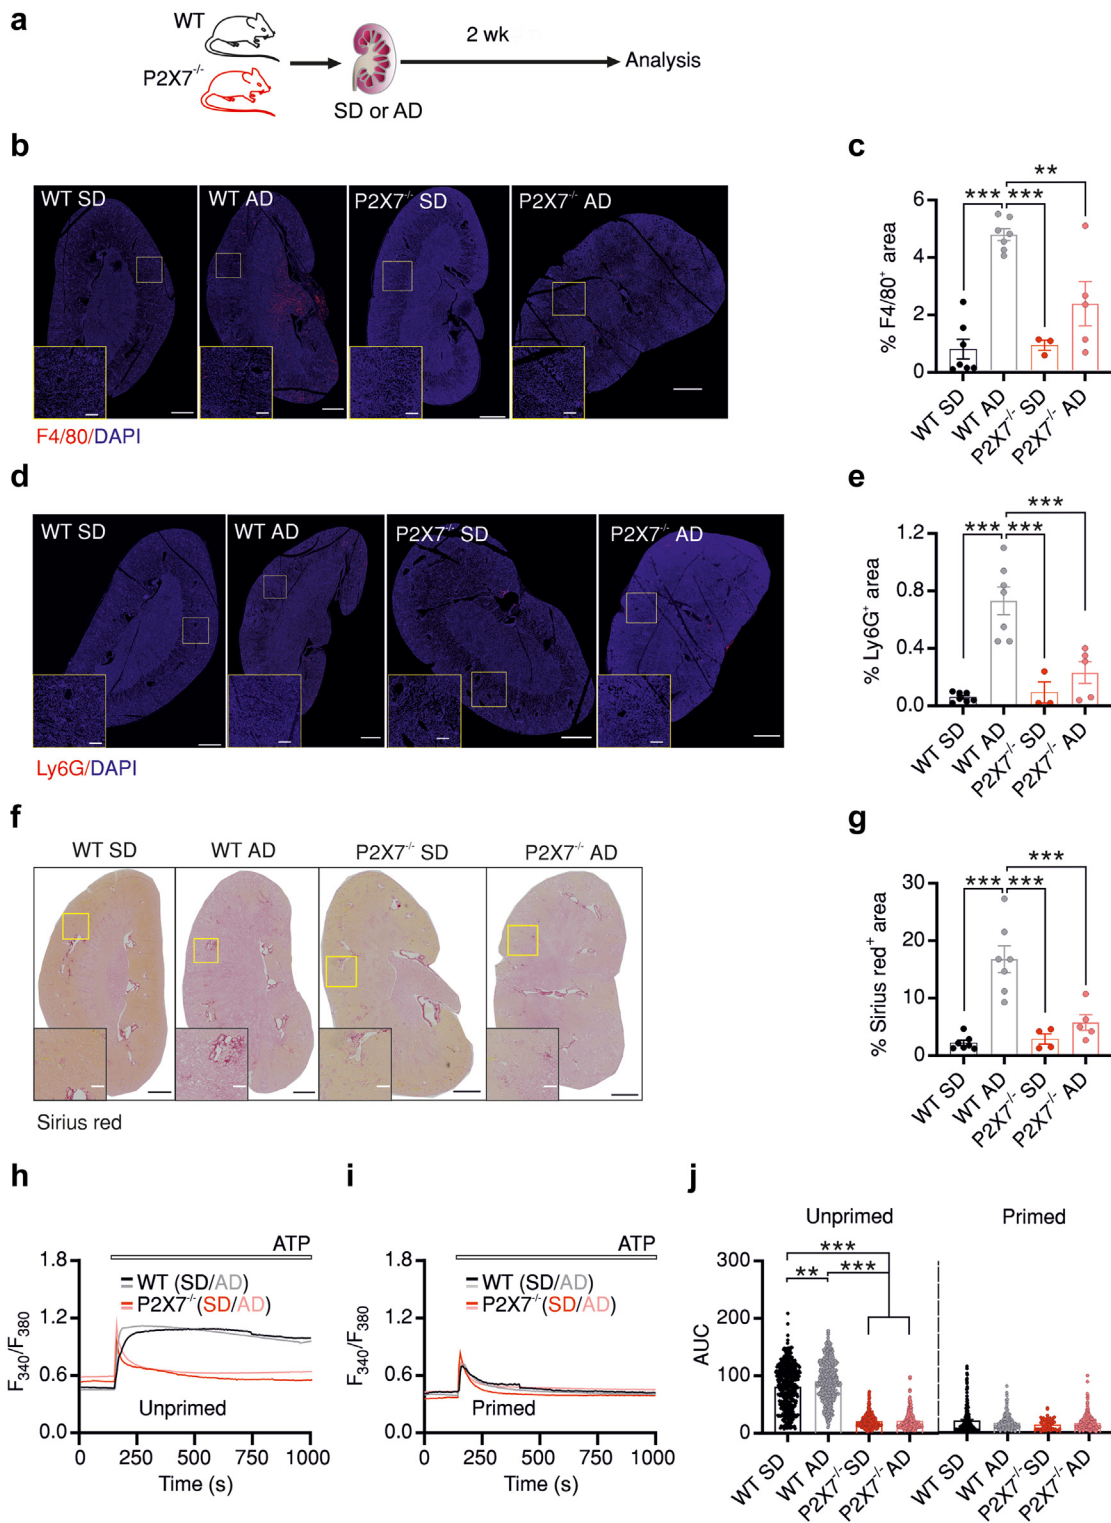 a
WT
P2X7-/-
SD or AD
2 wk
Analysis
b
WT SD
WT AD
P2X7-/- SD
P2X7-/- AD
F4/80/DAPI
c
**
*** ***
% F4/80+ area
6
4
2
0
WT SD
WT AD
P2X7-/- SD
P2X7-/- AD
d
WT SD
WT AD
P2X7-/- SD
P2X7-/- AD
Ly6G/DAPI
e
***
*** ***
% Ly6G+ area
1.2
0.8
0.4
0.0
WT SD
WT AD
P2X7-/- SD
P2X7-/- AD
f
WT SD
WT AD
P2X7-/- SD
P2X7-/- AD
Sirius red
g
***
*** ***
% Sirius red+ area
30
20
10
0
WT SD
WT AD
P2X7-/- SD
P2X7-/- AD
h
ATP
1.8
1.2
0.6
0.0
F340/F380
WT (SD/AD)
P2X7-/-(SD/AD)
Unprimed
0 250 500 750 1000
Time (s)
i
ATP
1.8
1.2
0.6
0.0
F340/F380
WT (SD/AD)
P2X7-/-(SD/AD)
Primed
0 250 500 750 1000
Time (s)
j
Unprimed Primed
***
** ***
AUC
300
200
100
0
WT SD
WT AD
P2X7-/- SD
P2X7-/- AD
WT SD
WT AD
P2X7-/- SD
P2X7-/- AD